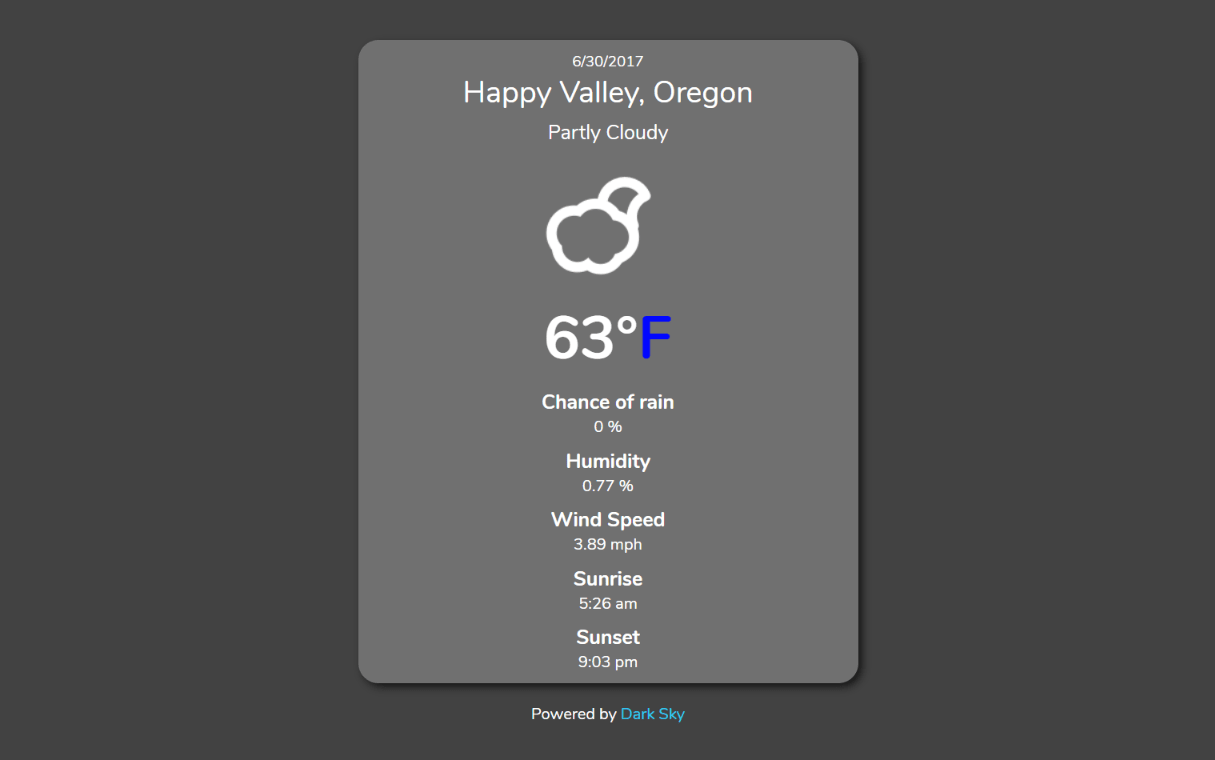 6/30/2017
Happy Valley, Oregon
Partly Cloudy
63°F
Chance of rain
0 %
Humidity
0.77 %
Wind Speed
3.89 mph
Sunrise
5:26 am
Sunset
9:03 pm
Powered by Dark Sky